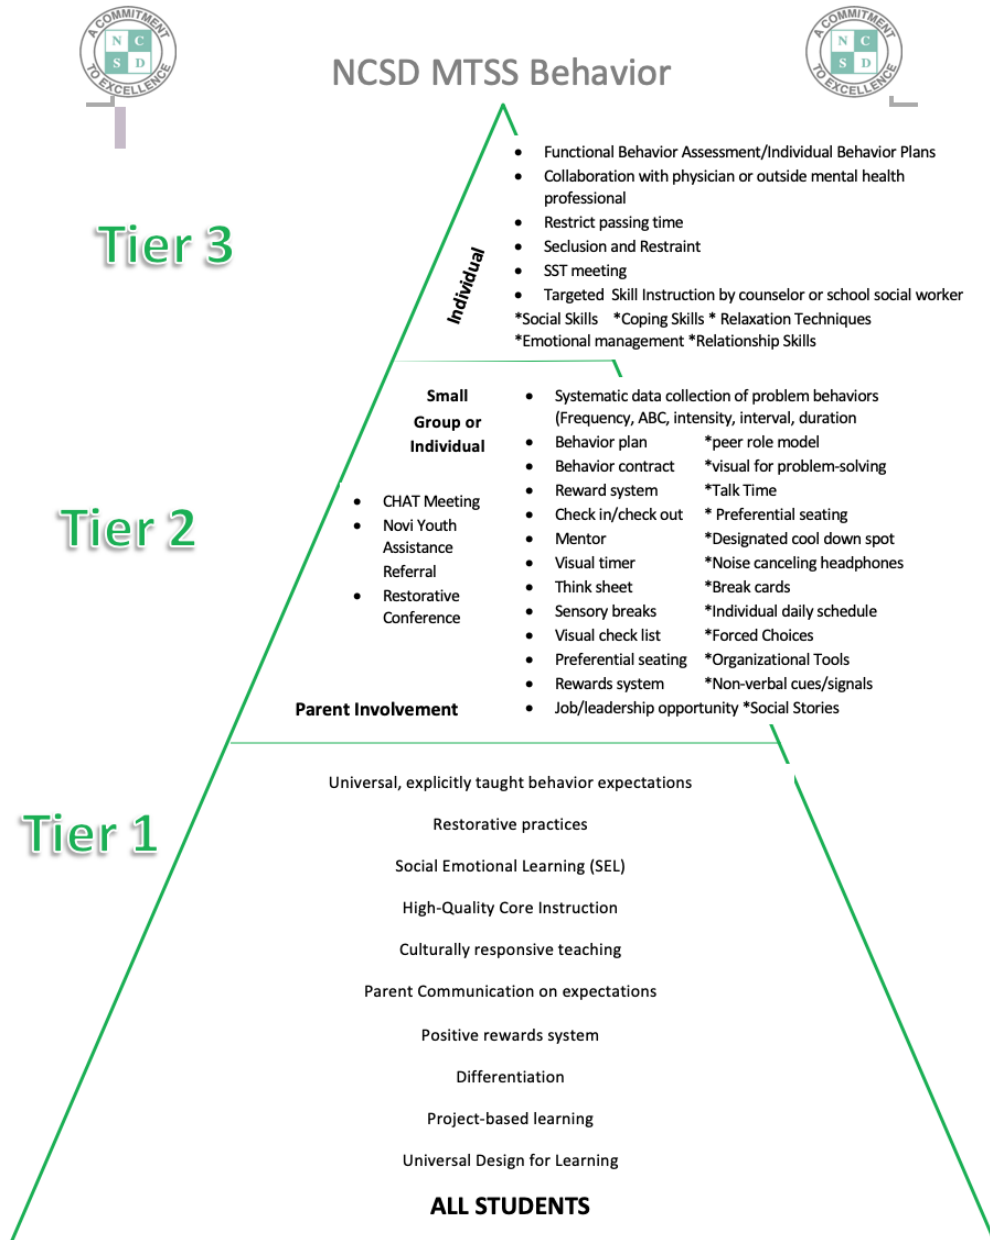 A COMMITMENT
N C
S D
TO EXCELLENCE
A COMMITMENT
N C
S D
TO EXCELLENCE
NCSD MTSS Behavior
Tier 3
Individual
• Functional Behavior Assessment/Individual Behavior Plans
• Collaboration with physician or outside mental health
professional
• Restrict passing time
• Seclusion and Restraint
• SST meeting
• Targeted Skill Instruction by counselor or school social worker
*Social Skills *Coping Skills * Relaxation Techniques
*Emotional management *Relationship Skills
Tier 2
Small
Group or
Individual
• CHAT Meeting
• Novi Youth
Assistance
Referral
• Restorative
Conference
Parent Involvement
• Systematic data collection of problem behaviors
(Frequency, ABC, intensity, interval, duration
• Behavior plan *peer role model
• Behavior contract *visual for problem-solving
• Reward system *Talk Time
• Check in/check out * Preferential seating
• Mentor *Designated cool down spot
• Visual timer *Noise canceling headphones
• Think sheet *Break cards
• Sensory breaks *Individual daily schedule
• Visual check list *Forced Choices
• Preferential seating *Organizational Tools
• Rewards system *Non-verbal cues/signals
• Job/leadership opportunity *Social Stories
Tier 1
Universal, explicitly taught behavior expectations
Restorative practices
Social Emotional Learning (SEL)
High-Quality Core Instruction
Culturally responsive teaching
Parent Communication on expectations
Positive rewards system
Differentiation
Project-based learning
Universal Design for Learning
ALL STUDENTS